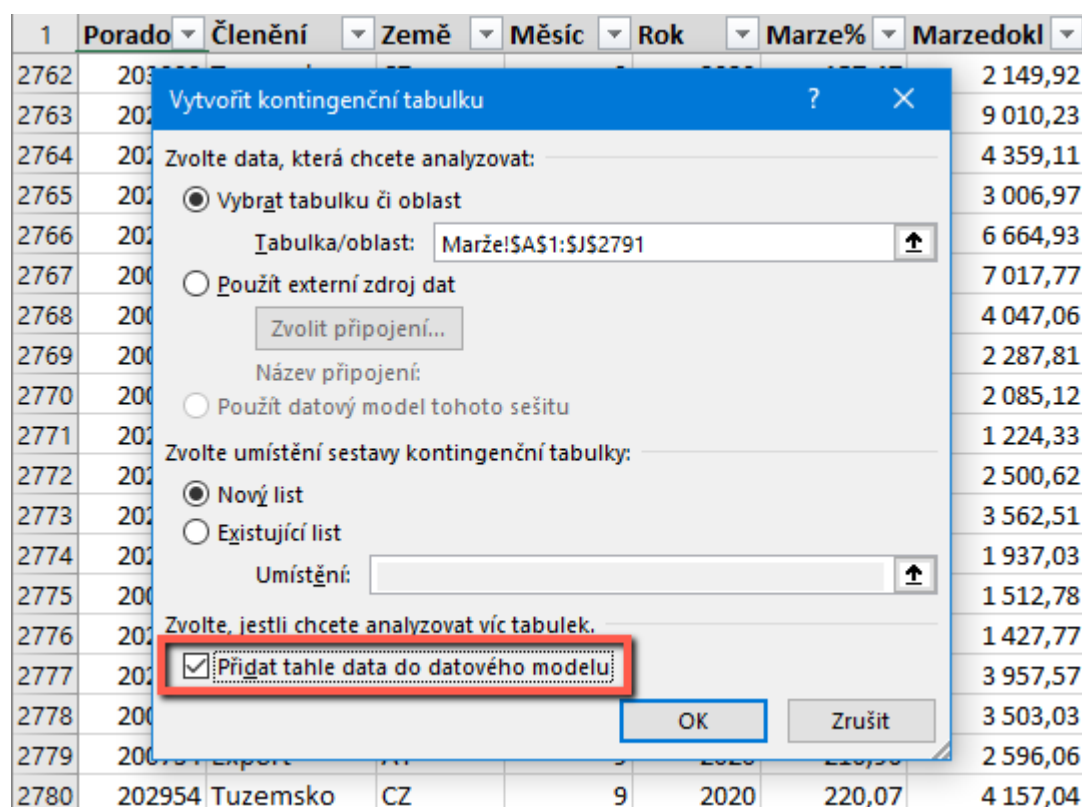 1 Porado Členění Země Měsíc Rok Marze% Marzedokl
2762 2 149,92
Vytvořit kontingenční tabulku ? ×
2763 9 010,23
2764 Zvolte data, která chcete analyzovat: 4 359,11
2765 Vybrat tabulku či oblast 3 006,97
2766 Tabulka/oblast: Marže!$A$1:$J$2791 6 664,93
2767 Použít externí zdroj dat 7 017,77
2768 Zvolit připojení... 4 047,06
2769 Název připojení: 2 287,81
2770 Použít datový model tohoto sešitu 2 085,12
2771 1 224,33
Zvolte umístění sestavy kontingenční tabulky:
2772 Nový list 2 500,62
2773 Existující list 3 562,51
2774 Umístění: 1 937,03
2775 1 512,78
Zvolte, jestli chcete analyzovat víc tabulek.
2776 1 427,77
2777 Přidat tahle data do datového modelu 3 957,57
2778 OK Zrušit 3 503,03
2779 2 596,06
2780 202954 Tuzemsko CZ 9 2020 220,07 4 157,04